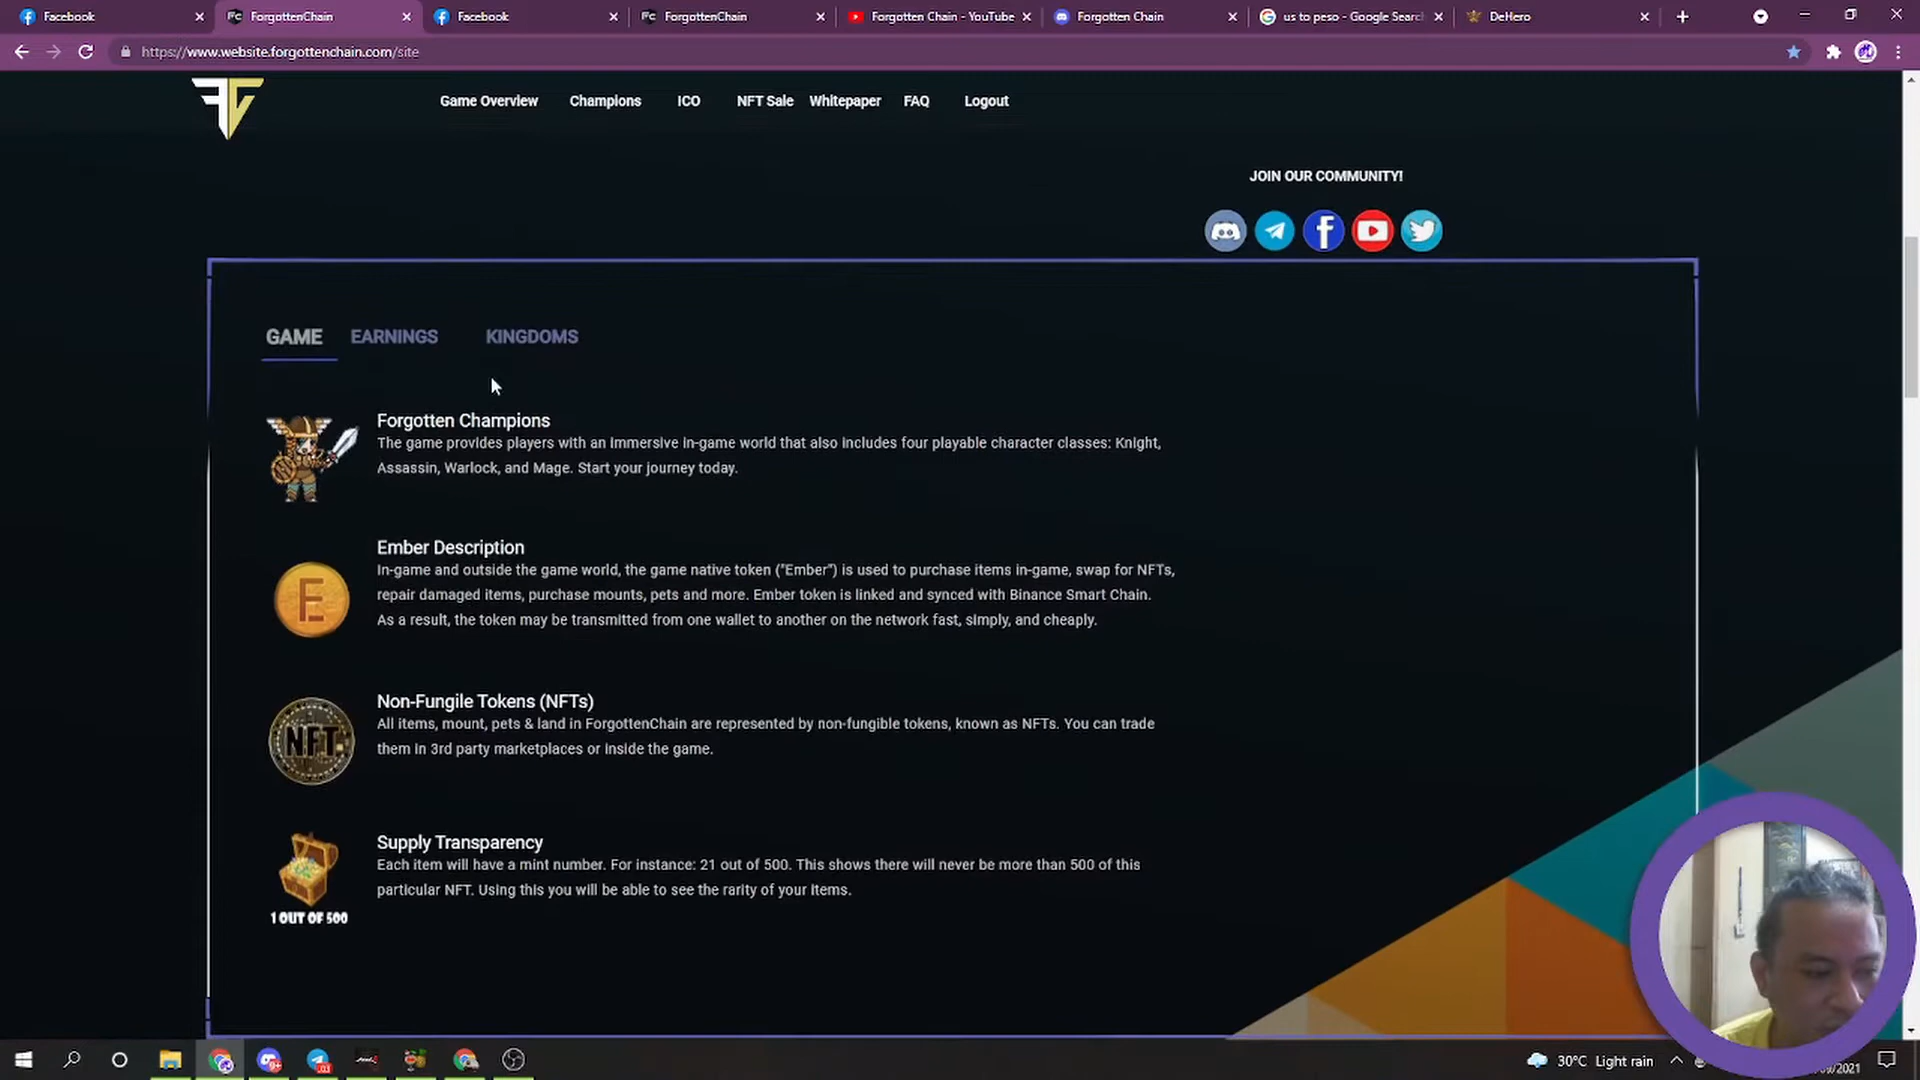 Facebook
ForgottenChain
Facebook
ForgottenChain
Forgotten Chain - YouTube
Forgotten Chain
us to peso - Google Searc
DeHero
https://www.website.forgottenchain.com/site
Game Overview
Champions
ICO
NFT Sale
Whitepaper
FAQ
Logout
JOIN OUR COMMUNITY!
GAME
EARNINGS
KINGDOMS
Forgotten Champions
The game provides players with an immersive in-game world that also includes four playable character classes: Knight,
Assassin, Warlock, and Mage. Start your journey today.
Ember Description
In-game and outside the game world, the game native token ("Ember") is used to purchase items in-game, swap for NFTs,
repair damaged items, purchase mounts, pets and more. Ember token is linked and synced with Binance Smart Chain.
As a result, the token may be transmitted from one wallet to another on the network fast, simply, and cheaply.
E
Non-Fungile Tokens (NFTs)
All items, mount, pets & land in ForgottenChain are represented by non-fungible tokens, known as NFTs. You can trade
them in 3rd party marketplaces or inside the game.
NFT
Supply Transparency
Each item will have a mint number. For instance: 21 out of 500. This shows there will never be more than 500 of this
particular NFT. Using this you will be able to see the rarity of your items.
1 OUT OF 500
30°C Light rain